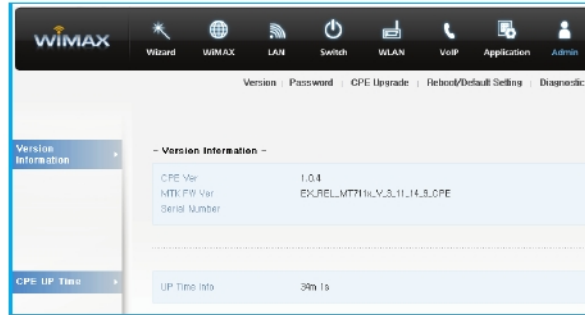 WiMAX
Wizard WiMAX LAN Switch WLAN VoIP Application Admin
Version | Password | CPE Upgrade | Reboot/Default Setting | Diagnostic
Version
Information
- Version Information -
CPE Ver 1.0.4
MTK FW Ver
Serial Number
CPE UP Time
UP Time Info 34m 1s